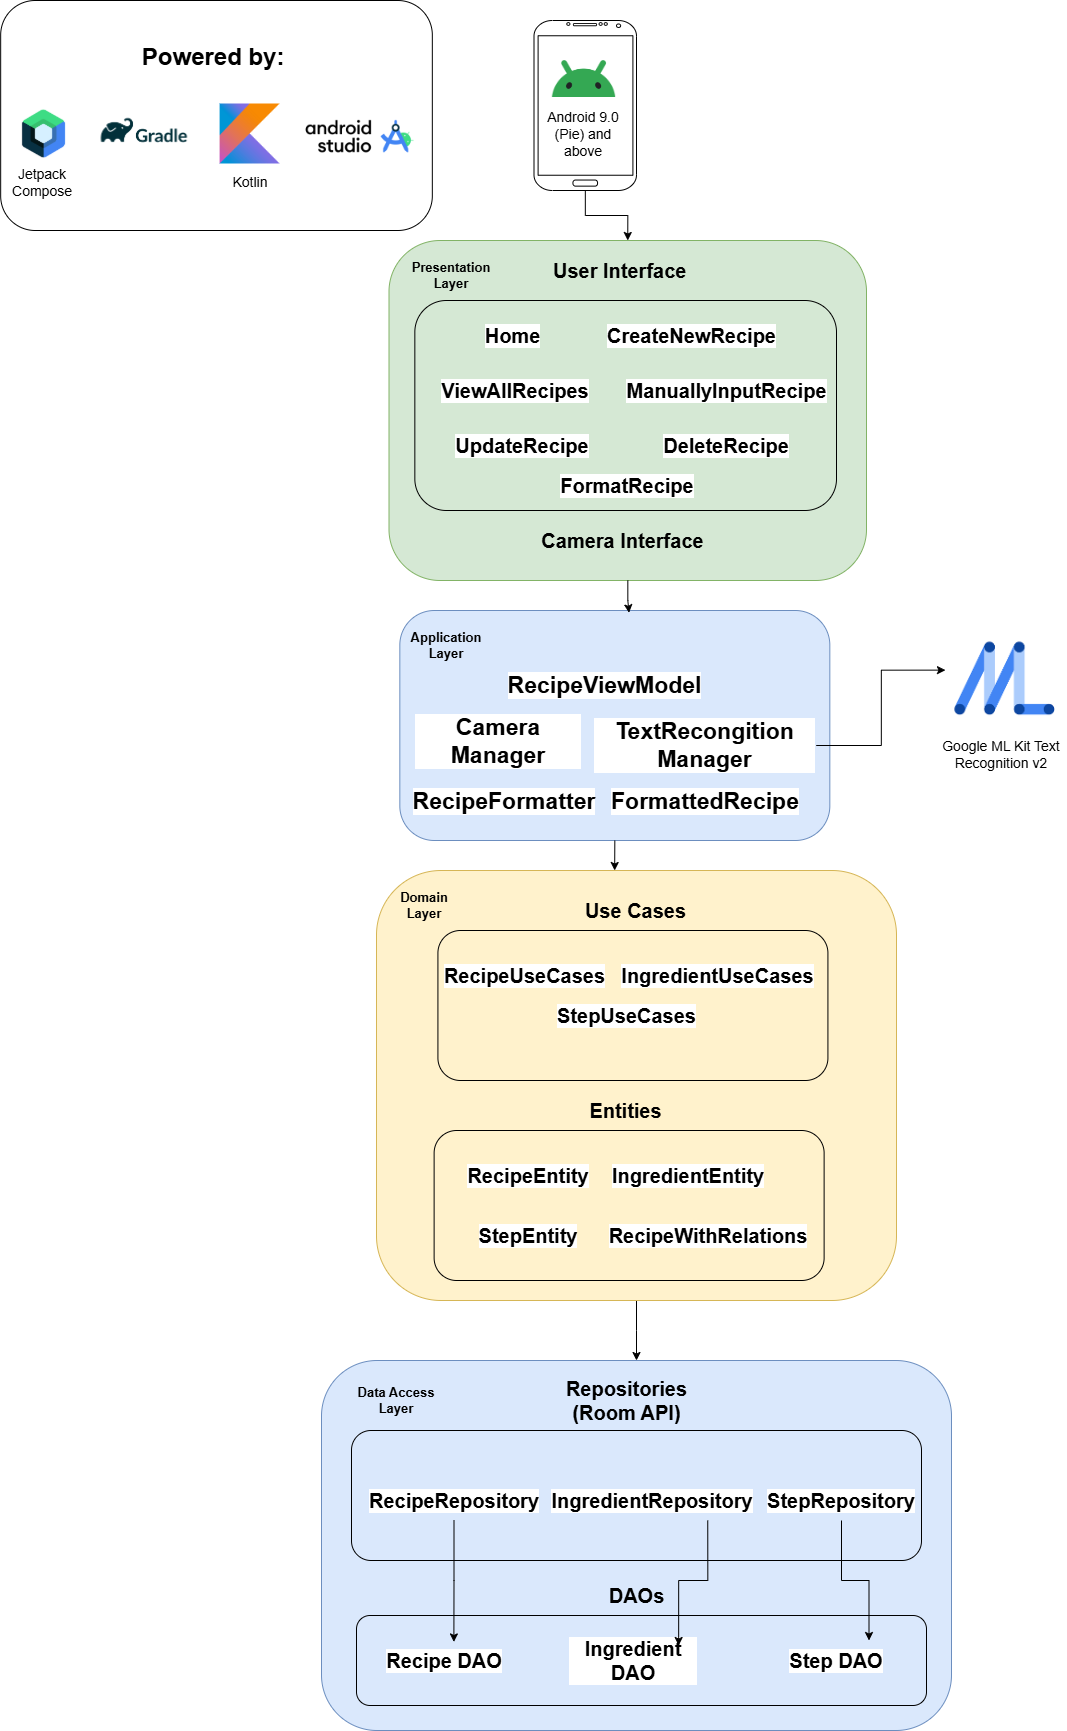 Powered by:
Jetpack
Compose
Gradle
Kotlin
android
studio
Android 9.0
(Pie) and
above
Presentation
Layer
User Interface
Home
CreateNewRecipe
ViewAllRecipes
ManuallyInputRecipe
UpdateRecipe
DeleteRecipe
FormatRecipe
Camera Interface
Application
Layer
RecipeViewModel
Camera
Manager
TextRecongition
Manager
RecipeFormatter
FormattedRecipe
Google ML Kit Text
Recognition v2
Domain
Layer
Use Cases
RecipeUseCases
IngredientUseCases
StepUseCases
Entities
RecipeEntity
IngredientEntity
StepEntity
RecipeWithRelations
Data Access
Layer
Repositories
(Room API)
RecipeRepository
IngredientRepository
StepRepository
DAOs
Recipe DAO
Ingredient
DAO
Step DAO